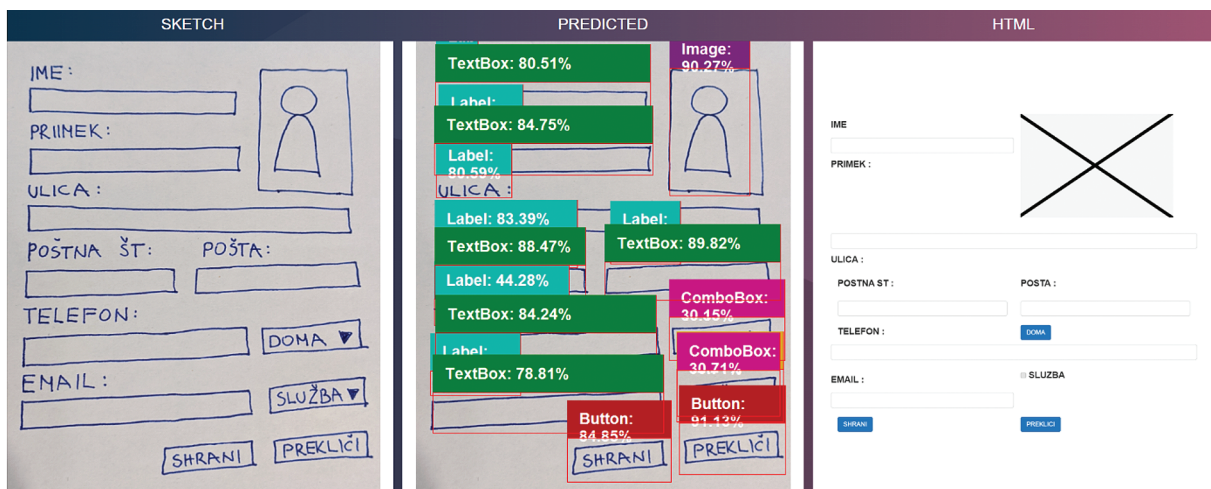 SKETCH
IME:
PRIIMEK:
ULICA:
POŠTNA ŠT: POŠTA:
TELEFON:
DOMA
EMAIL:
SLUŽBA
SHRANI PREKLIČI
PREDICTED
Image:
90.27%
TextBox: 80.51%
Label:
TextBox: 84.75%
Label:
80.59%
ULICA:
Label: 83.39% Label:
TextBox: 88.47% TextBox: 89.82%
Label: 44.28%
ComboBox:
30.15%
TextBox: 84.24%
Label:
ComboBox:
30.71%
TextBox: 78.81%
Button:
91.13%
Button:
84.85%
SHRANI PREKLIČI
HTML
IME
PRIMEK :
ULICA :
POSTNA ST : POSTA :
TELEFON : DOMA
EMAIL : SLUZBA
SHRANI PREKLICI